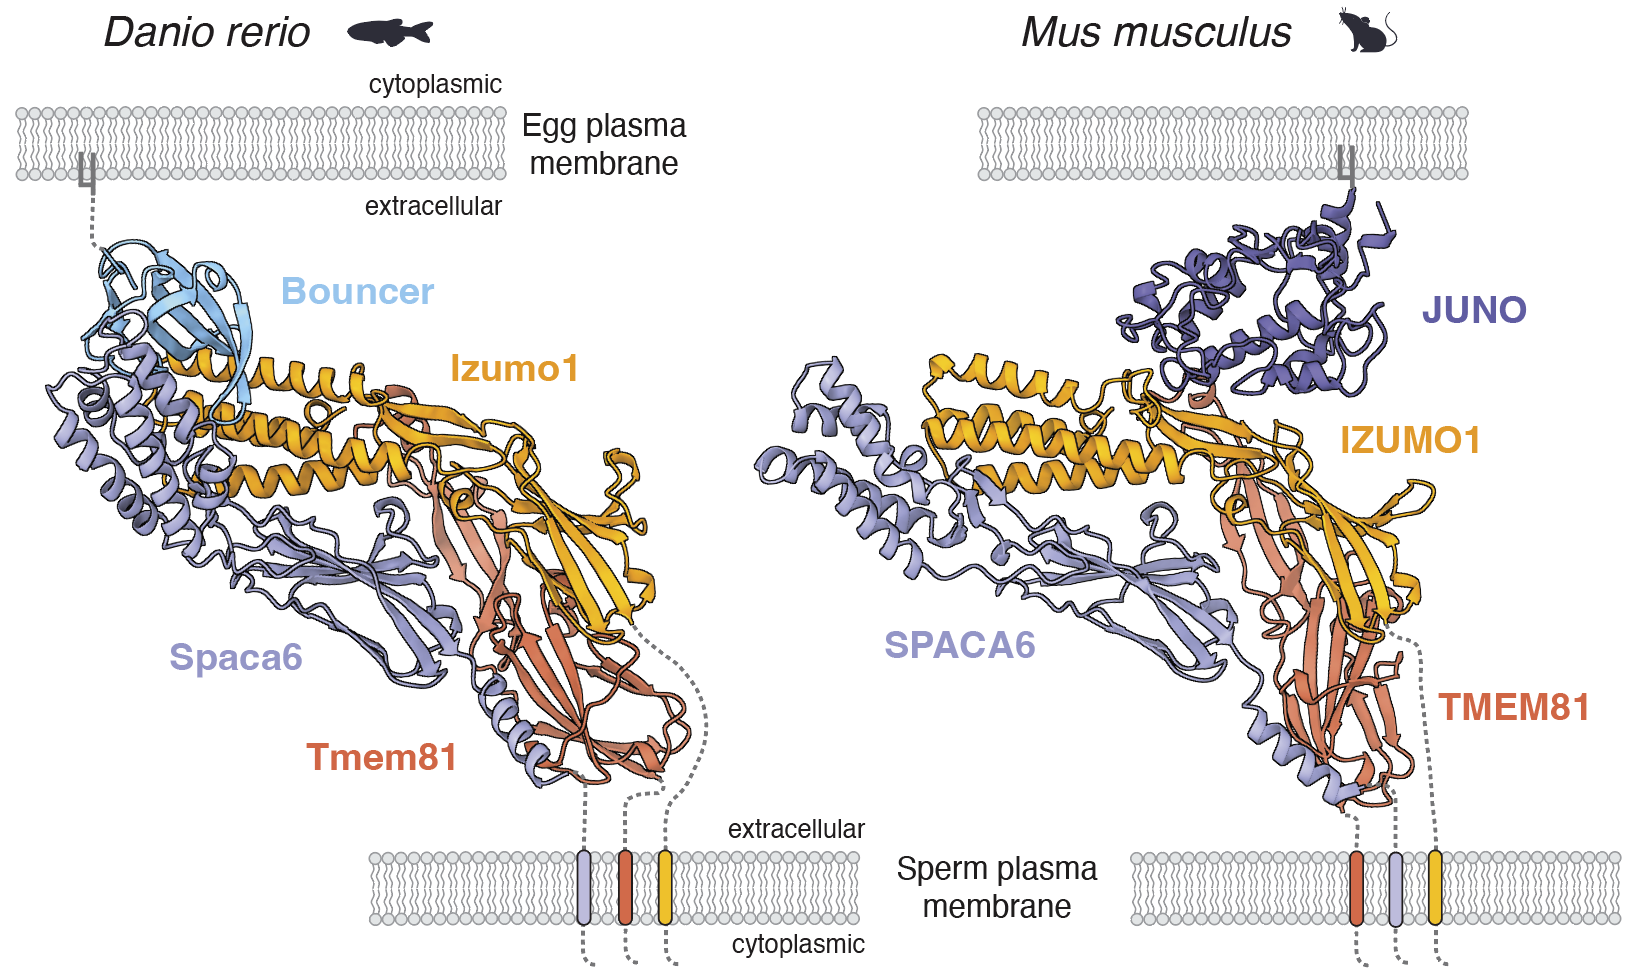 Danio rerio
Mus musculus
cytoplasmic
Egg plasma
membrane
extracellular
Bouncer
Izumo1
Spaca6
Tmem81
JUNO
IZUMO1
SPACA6
TMEM81
extracellular
Sperm plasma
membrane
cytoplasmic